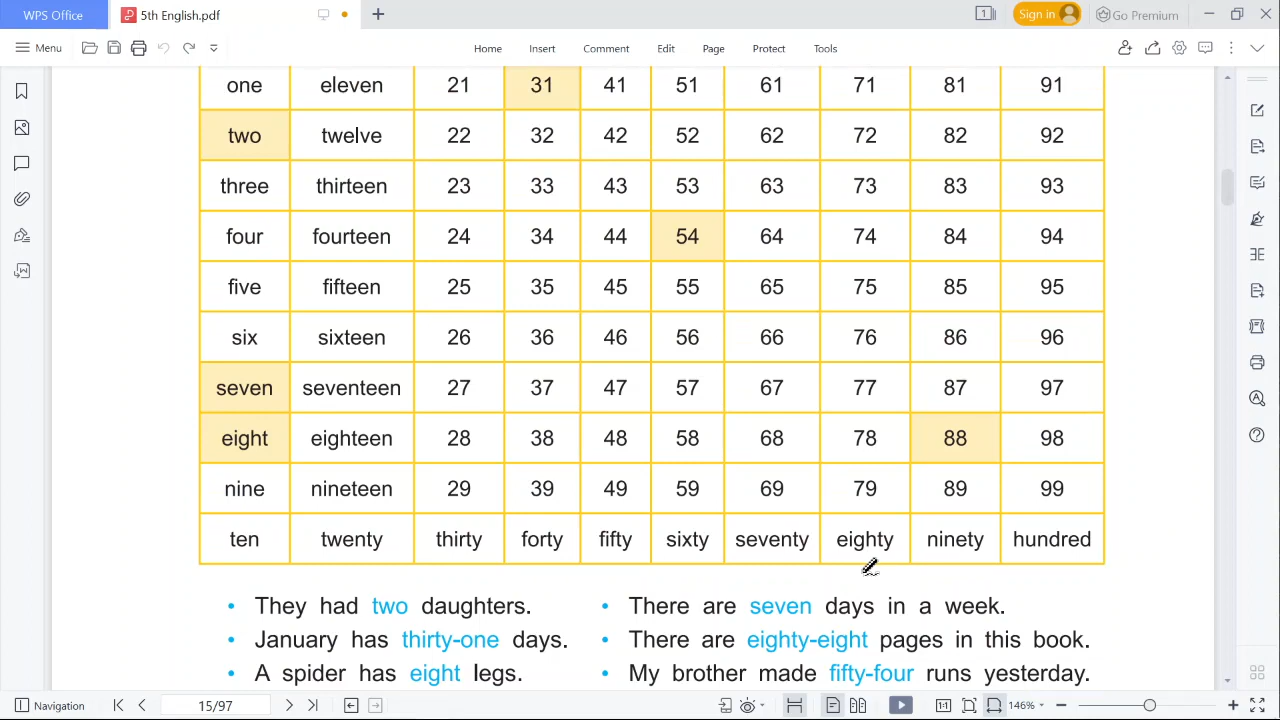 WPS Office 5th English.pdf 1 Sign in Go Premium
Menu Home Insert Comment Edit Page Protect Tools
one eleven 21 31 41 51 61 71 81 91
two twelve 22 32 42 52 62 72 82 92
three thirteen 23 33 43 53 63 73 83 93
four fourteen 24 34 44 54 64 74 84 94
five fifteen 25 35 45 55 65 75 85 95
six sixteen 26 36 46 56 66 76 86 96
seven seventeen 27 37 47 57 67 77 87 97
eight eighteen 28 38 48 58 68 78 88 98
nine nineteen 29 39 49 59 69 79 89 99
ten twenty thirty forty fifty sixty seventy eighty ninety hundred
• They had two daughters.
• January has thirty-one days.
• A spider has eight legs.
• There are seven days in a week.
• There are eighty-eight pages in this book.
• My brother made fifty-four runs yesterday.
Navigation 15/97 1:1 146%